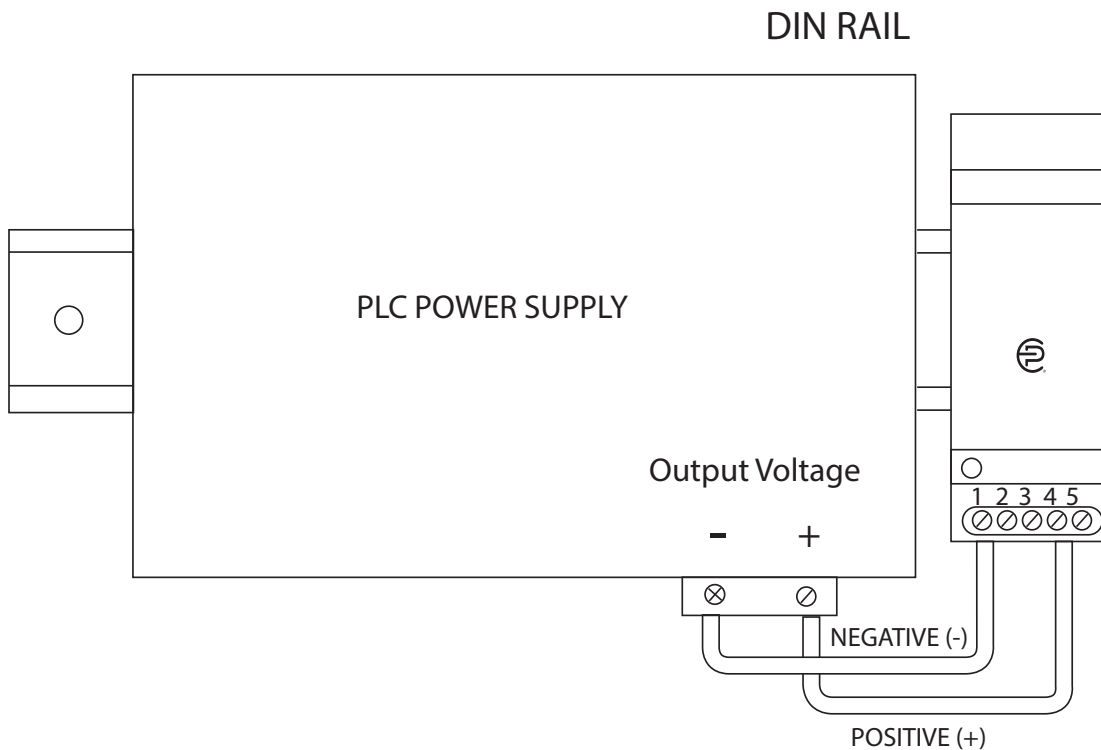 DIN RAIL
PLC POWER SUPPLY
Output Voltage
- +
1 2 3 4 5
NEGATIVE (-)
POSITIVE (+)